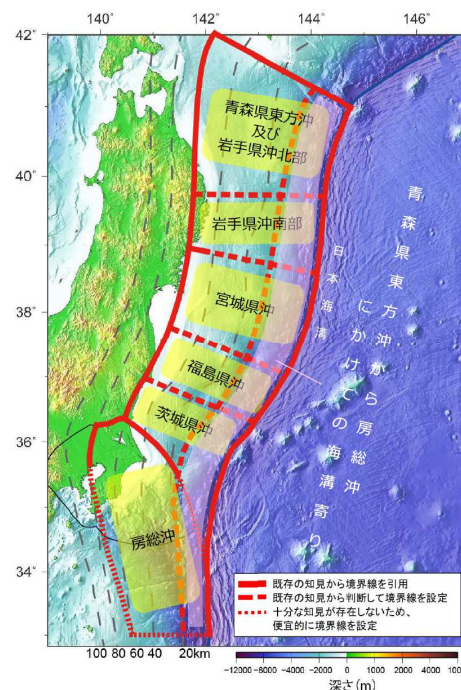 140° 142° 144°
42°
40°
38°
36°
34°
青森県東方沖
及び
岩手県沖北部
岩手県沖南部
宮城県沖
福島県沖
茨城県沖
房総沖
日本海溝
青森県東方沖から房総沖
にかけての海溝寄り
既存の知見から境界線を引用
既存の知見から判断して境界線を設定
十分な知見が存在しないため、
便宜的に境界線を設定
100 80 60 40 20km
-12000 -8000 -6000 -4000 -2000 0 2000 4000 6000 8000 10000
深さ(m)